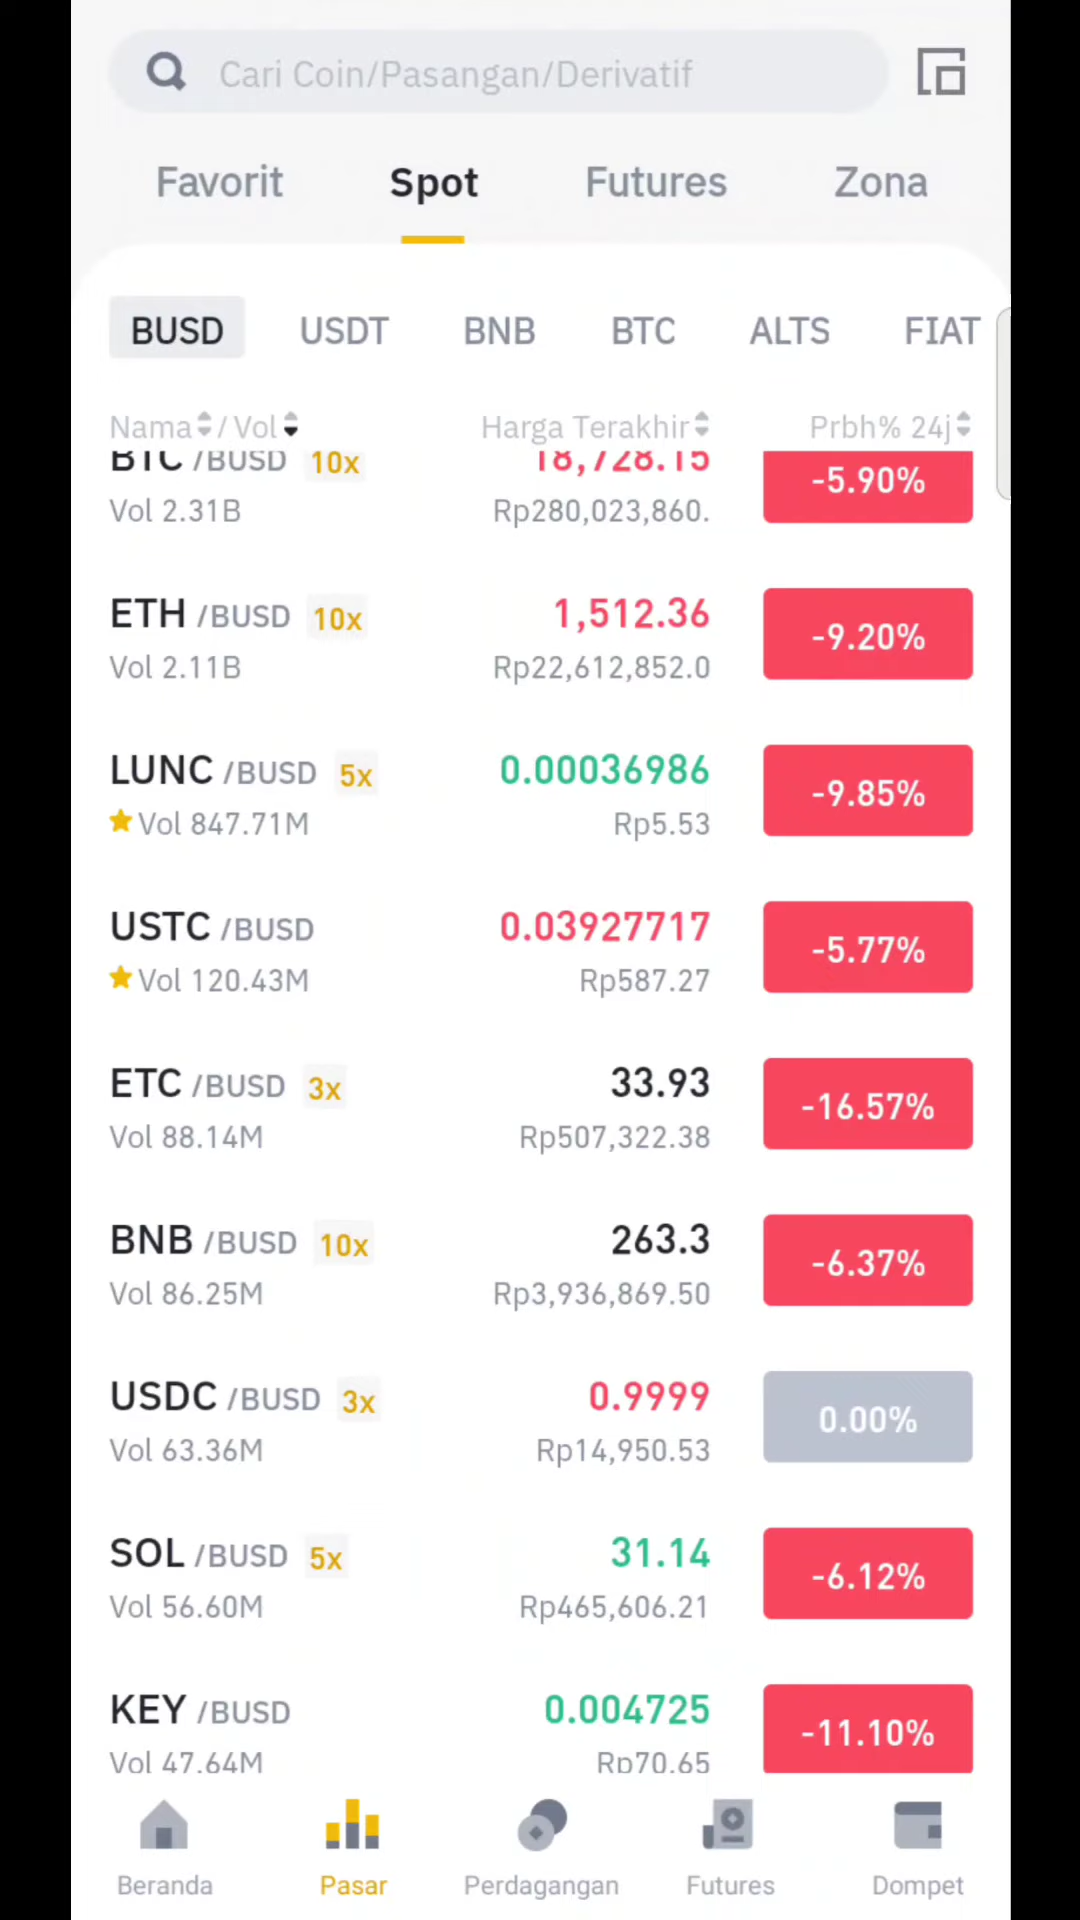 Cari Coin/Pasangan/Derivatif
Favorit Spot Futures Zona
BUSD USDT BNB BTC ALTS FIAT
Nama / Vol Harga Terakhir Prbh% 24j
BTC /BUSD 10x 18,728.15 -5.90%
Vol 2.31B Rp280,023,860.
ETH /BUSD 10x 1,512.36 -9.20%
Vol 2.11B Rp22,612,852.0
LUNC /BUSD 5x 0.00036986 -9.85%
Vol 847.71M Rp5.53
USTC /BUSD 0.03927717 -5.77%
Vol 120.43M Rp587.27
ETC /BUSD 3x 33.93 -16.57%
Vol 88.14M Rp507,322.38
BNB /BUSD 10x 263.3 -6.37%
Vol 86.25M Rp3,936,869.50
USDC /BUSD 3x 0.9999 0.00%
Vol 63.36M Rp14,950.53
SOL /BUSD 5x 31.14 -6.12%
Vol 56.60M Rp465,606.21
KEY /BUSD 0.004725 -11.10%
Vol 47.64M Rp70.65
Beranda Pasar Perdagangan Futures Dompet